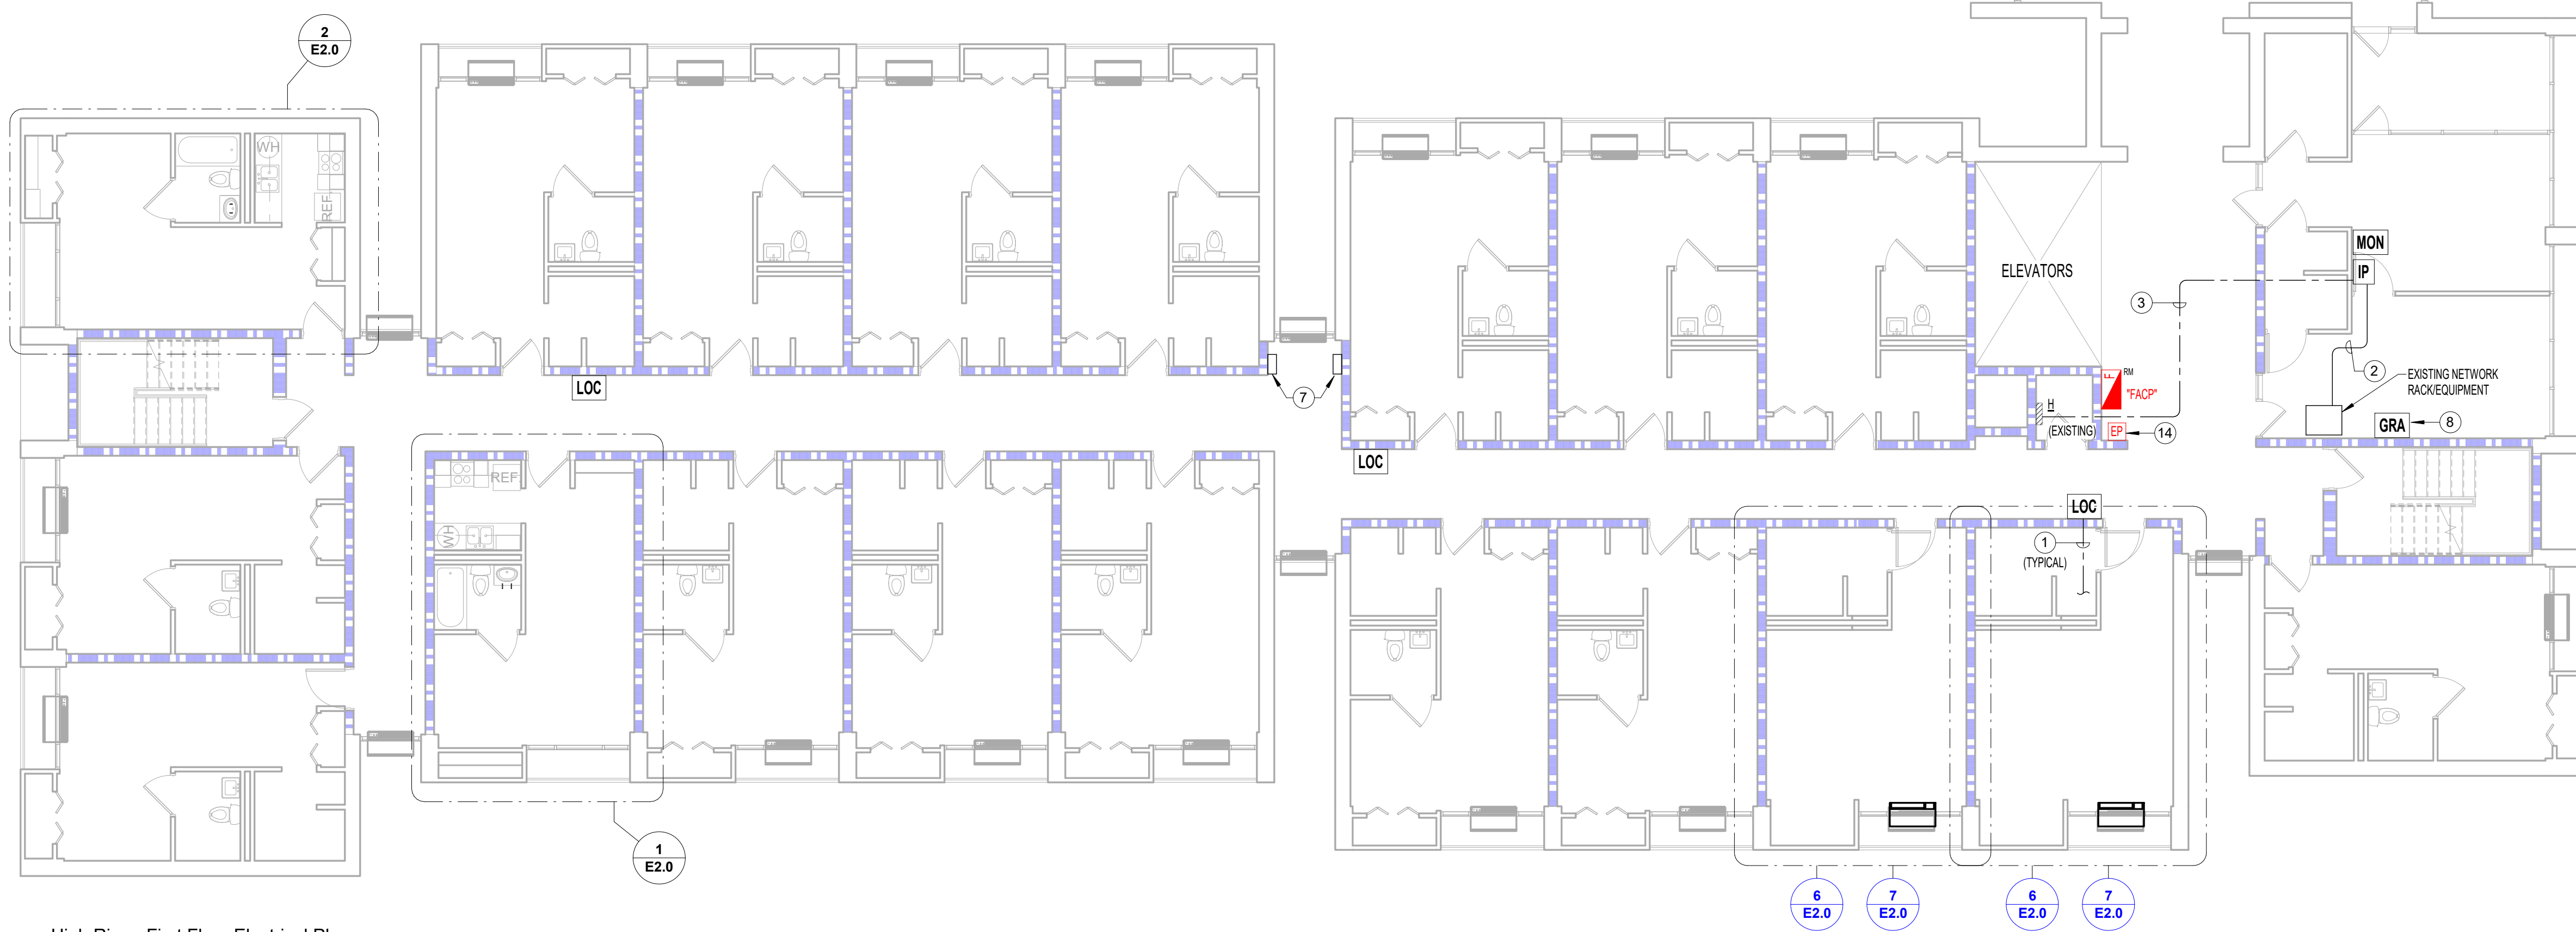 2
E2.0
WH
REF
ELEVATORS
MON
IP
3
2
EXISTING NETWORK
RACK/EQUIPMENT
F
RM
"FACP"
H
(EXISTING)
EP
14
GRA
8
LOC
7
LOC
REF
WH
LOC
1
(TYPICAL)
1
E2.0
6
E2.0
7
E2.0
6
E2.0
7
E2.0